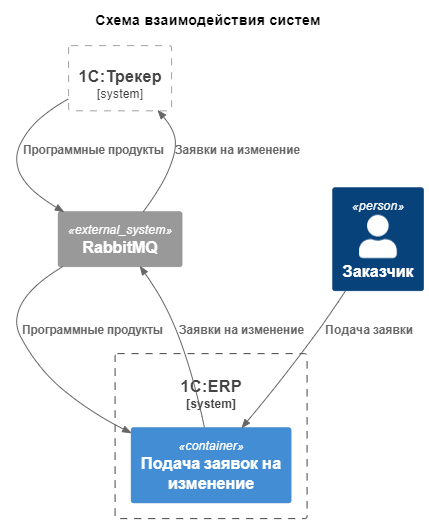 Схема взаимодействия систем
1С:Трекер
[system]
Программные продукты
Заявки на изменение
«external_system»
RabbitMQ
«person»
Заказчик
Программные продукты
Заявки на изменение
Подача заявки
1С:ERP
[system]
«container»
Подача заявок на
изменение